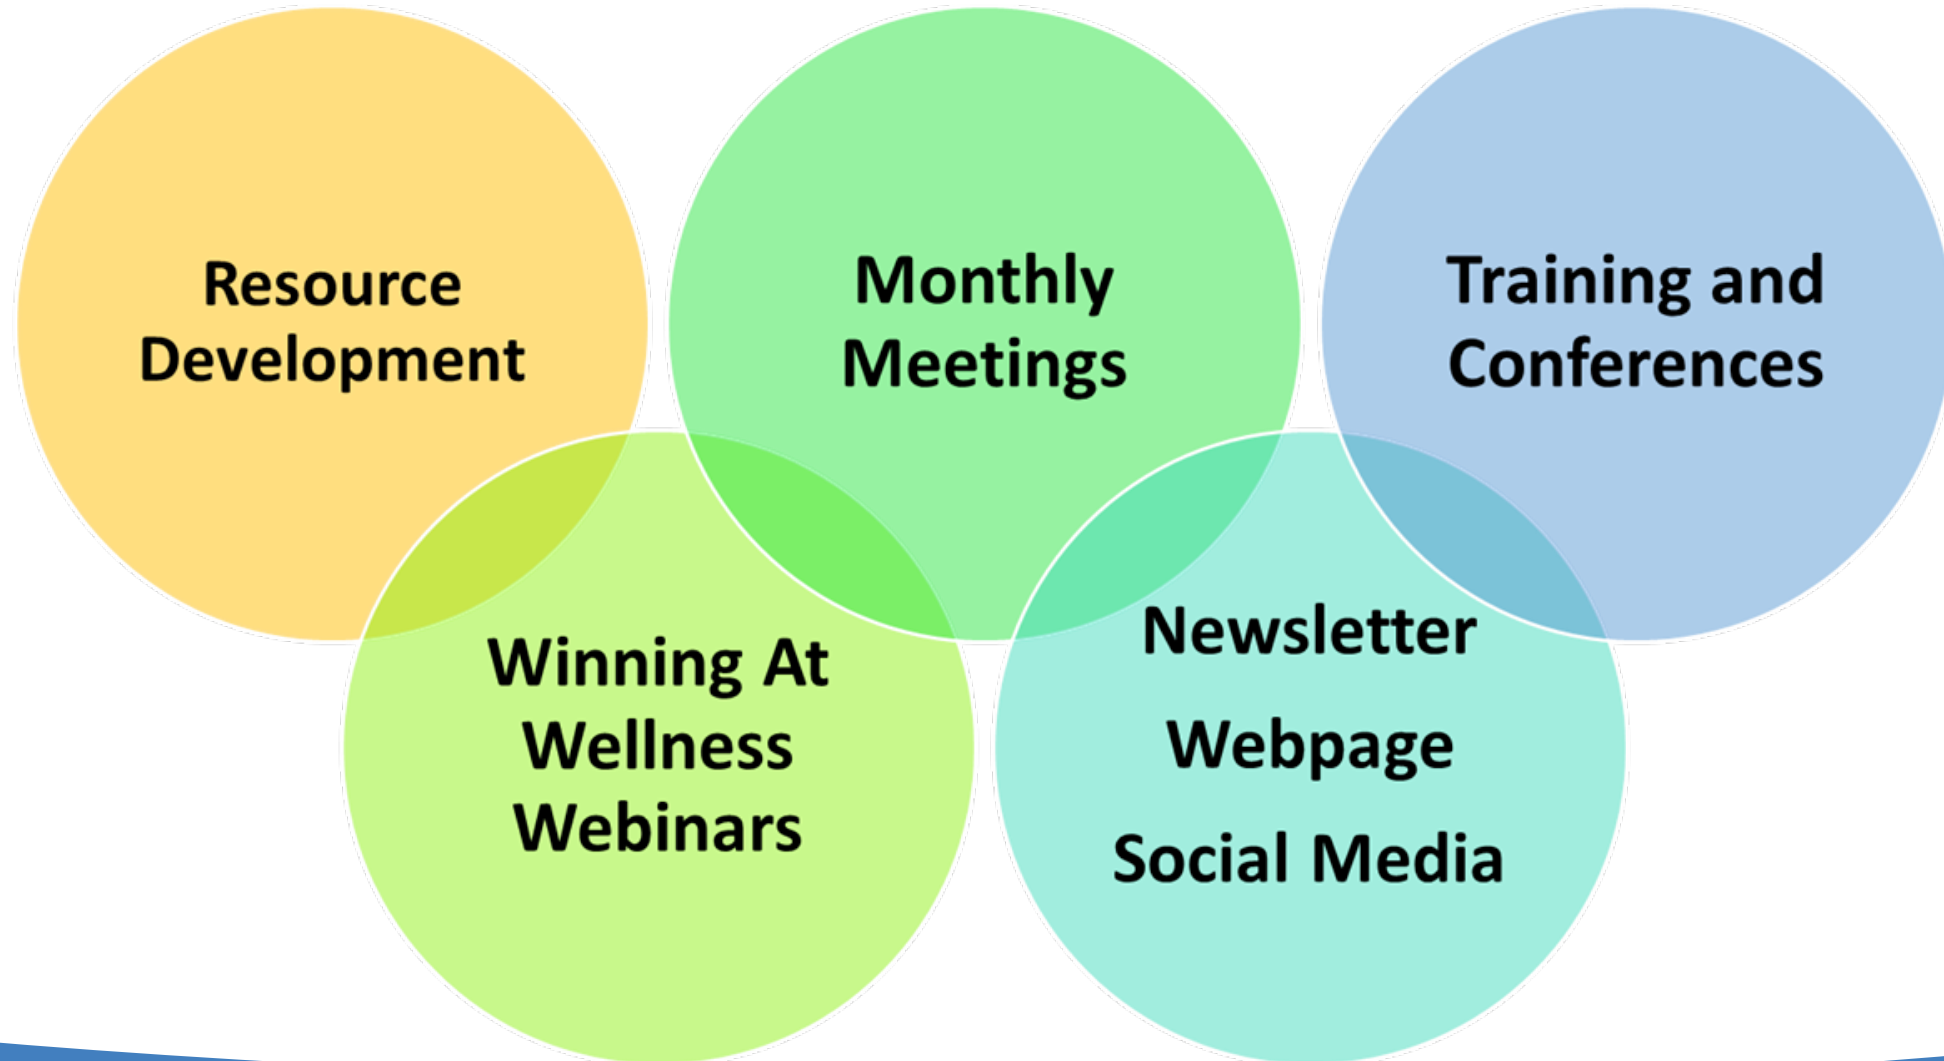 Resource
Development
Monthly
Meetings
Training and
Conferences
Winning At
Wellness
Webinars
Newsletter
Webpage
Social Media